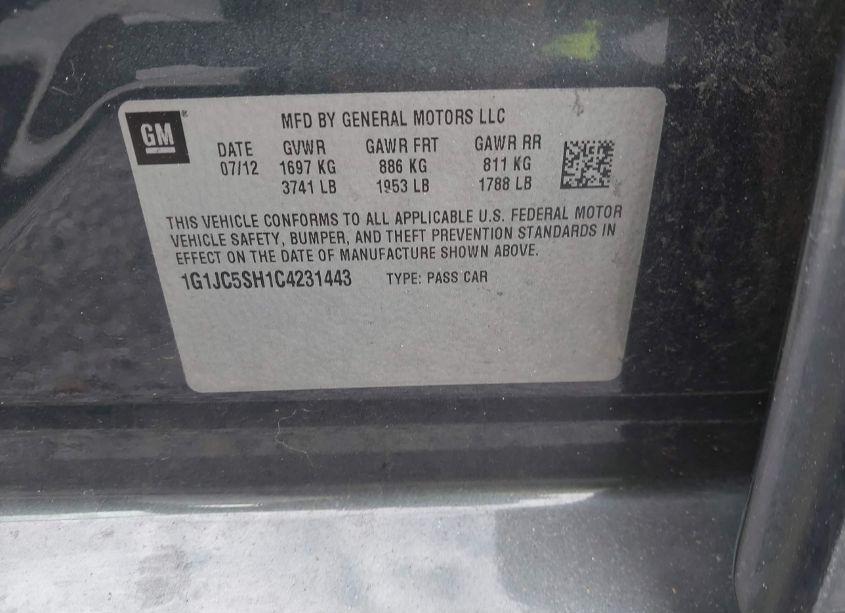 GM
MFD BY GENERAL MOTORS LLC
DATE GVWR GAWR FRT GAWR RR
07/12 1697 KG 886 KG 811 KG
3741 LB 1953 LB 1788 LB
THIS VEHICLE CONFORMS TO ALL APPLICABLE U.S. FEDERAL MOTOR
VEHICLE SAFETY, BUMPER, AND THEFT PREVENTION STANDARDS IN
EFFECT ON THE DATE OF MANUFACTURE SHOWN ABOVE.
1G1JC5SH1C4231443 TYPE: PASS CAR